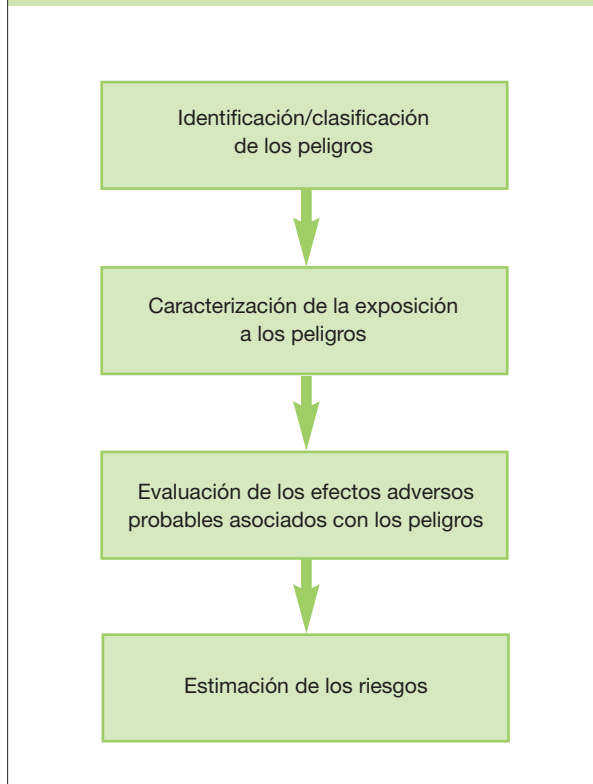 Identificación/clasificación
de los peligros
Caracterización de la exposición
a los peligros
Evaluación de los efectos adversos
probables asociados con los peligros
Estimación de los riesgos